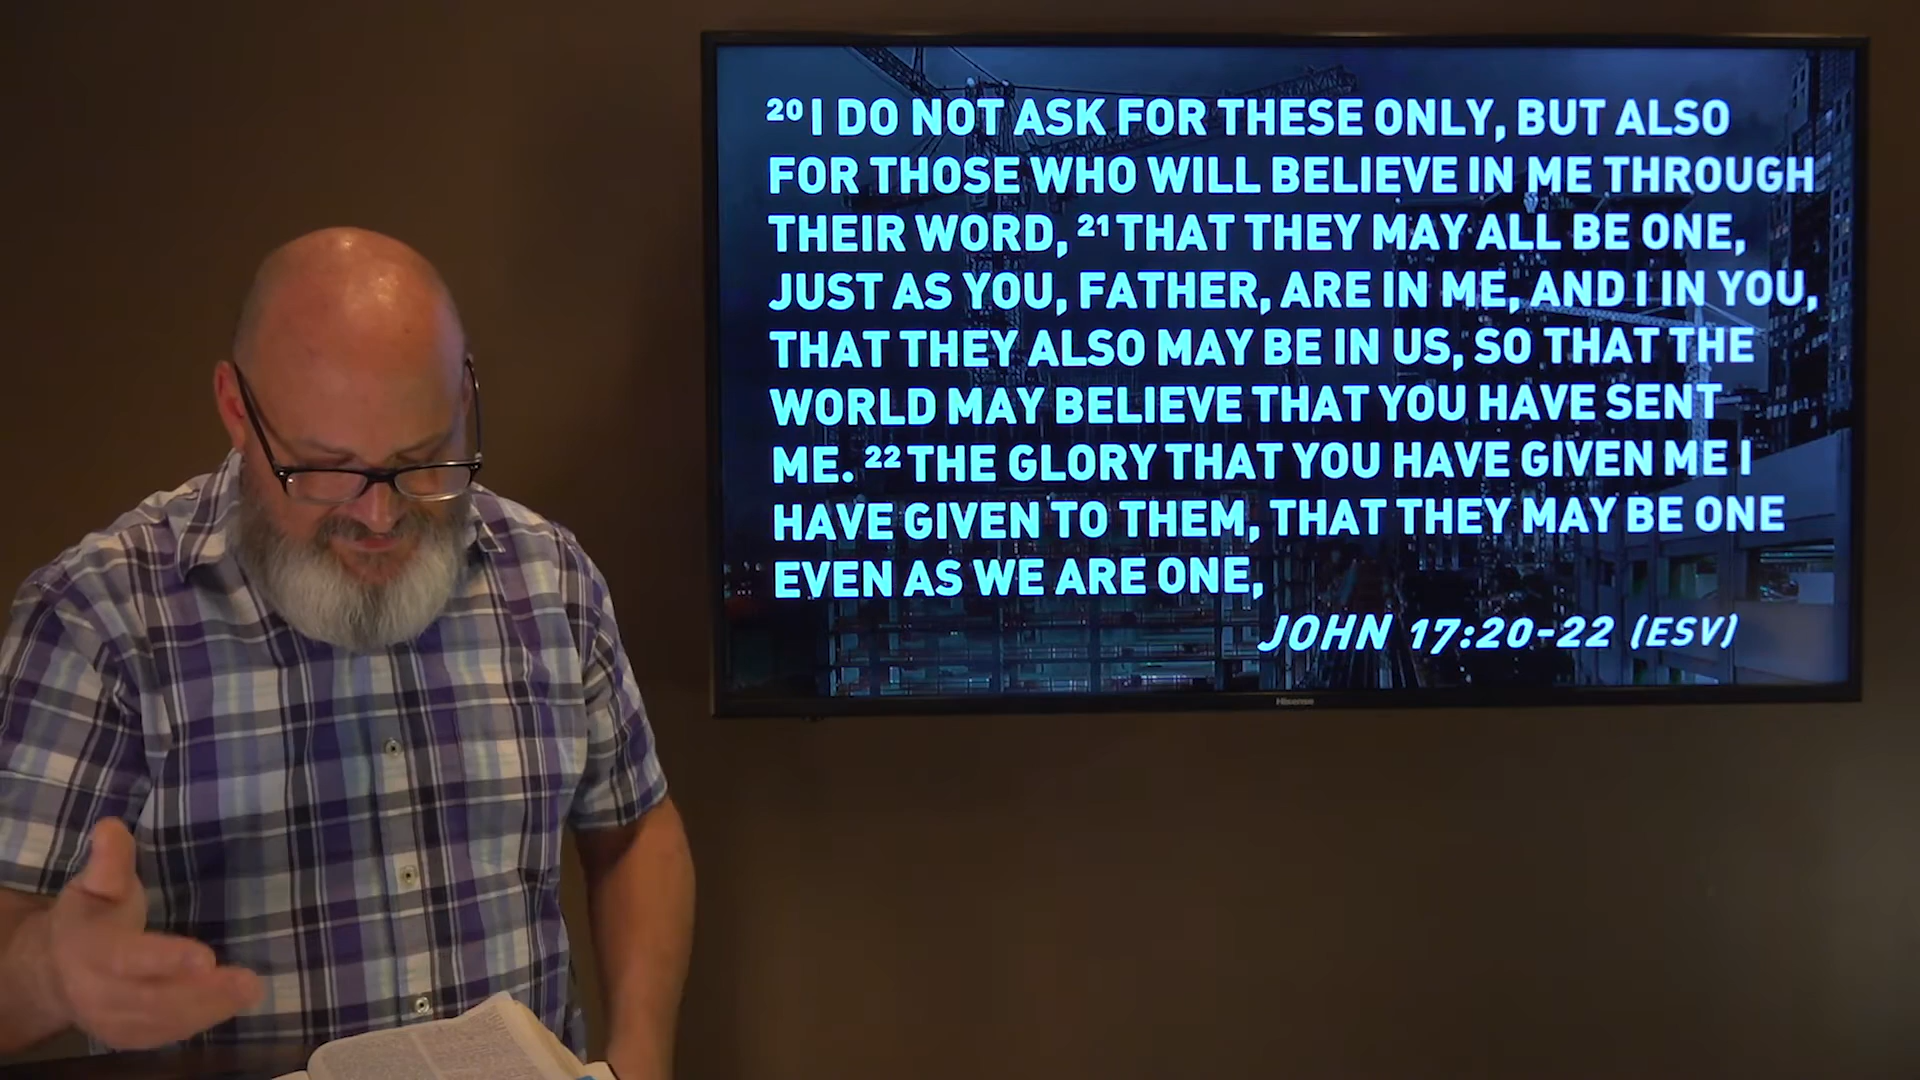 ²⁰ I DO NOT ASK FOR THESE ONLY, BUT ALSO
FOR THOSE WHO WILL BELIEVE IN ME THROUGH
THEIR WORD, ²¹ THAT THEY MAY ALL BE ONE,
JUST AS YOU, FATHER, ARE IN ME, AND I IN YOU,
THAT THEY ALSO MAY BE IN US, SO THAT THE
WORLD MAY BELIEVE THAT YOU HAVE SENT
ME. ²² THE GLORY THAT YOU HAVE GIVEN ME I
HAVE GIVEN TO THEM, THAT THEY MAY BE ONE
EVEN AS WE ARE ONE,
JOHN 17:20-22 (ESV)
Hisense